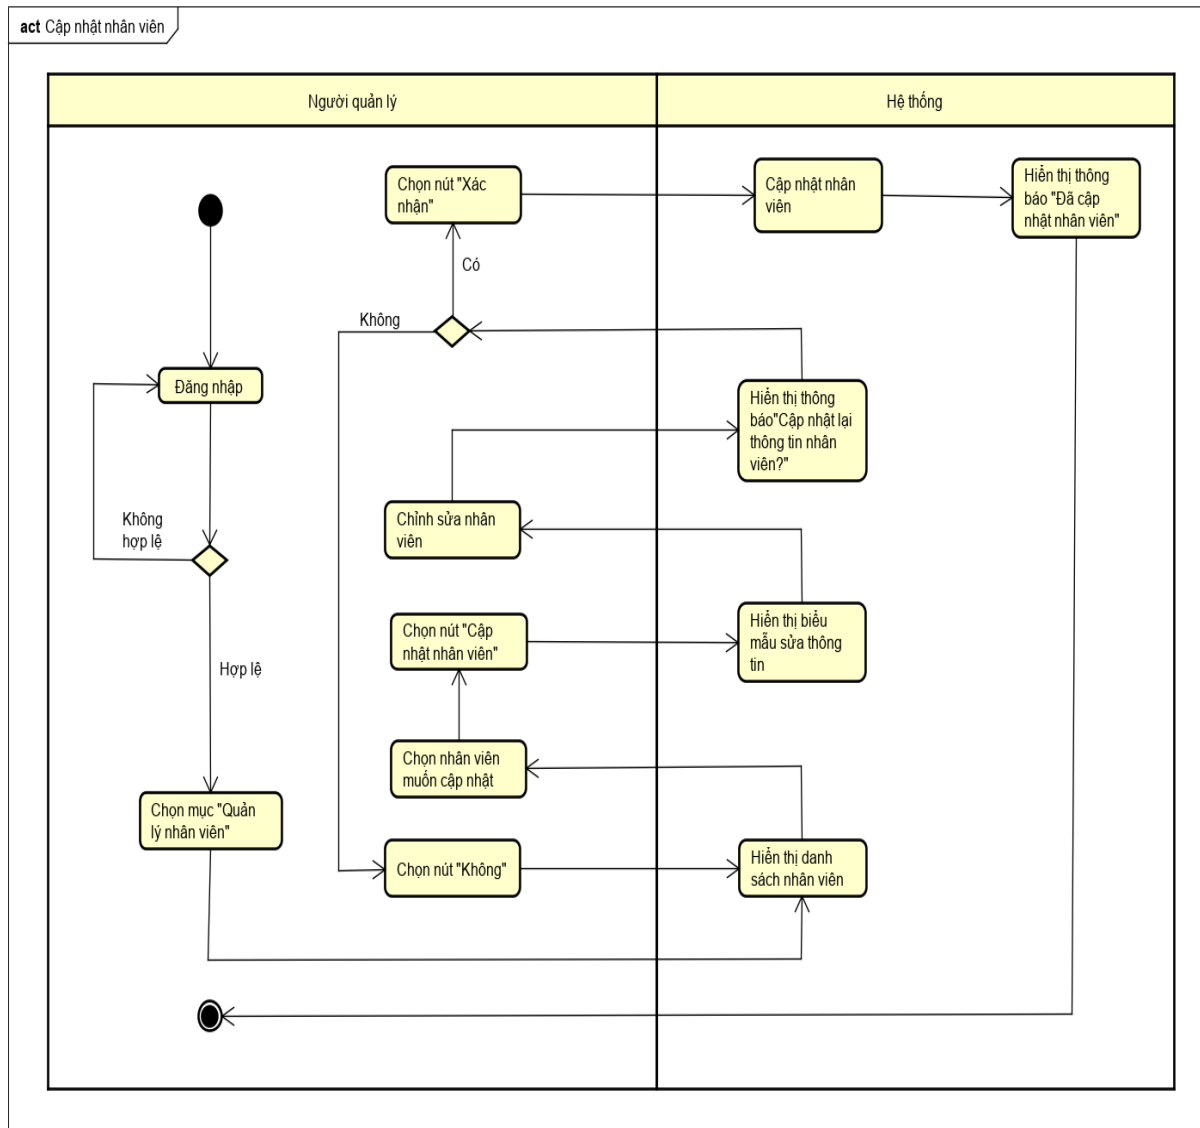 act Cập nhật nhân viên
Người quản lý
Hệ thống
Chọn nút "Xác
nhận"
Cập nhật nhân
viên
Hiển thị thông
báo "Đã cập
nhật nhân viên"
Có
Không
Đăng nhập
Hiển thị thông
báo"Cập nhật lại
thông tin nhân
viên?"
Không
hợp lệ
Chỉnh sửa nhân
viên
Chọn nút "Cập
nhật nhân viên"
Hiển thị biểu
mẫu sửa thông
tin
Hợp lệ
Chọn nhân viên
muốn cập nhật
Chọn mục "Quản
lý nhân viên"
Chọn nút "Không"
Hiển thị danh
sách nhân viên